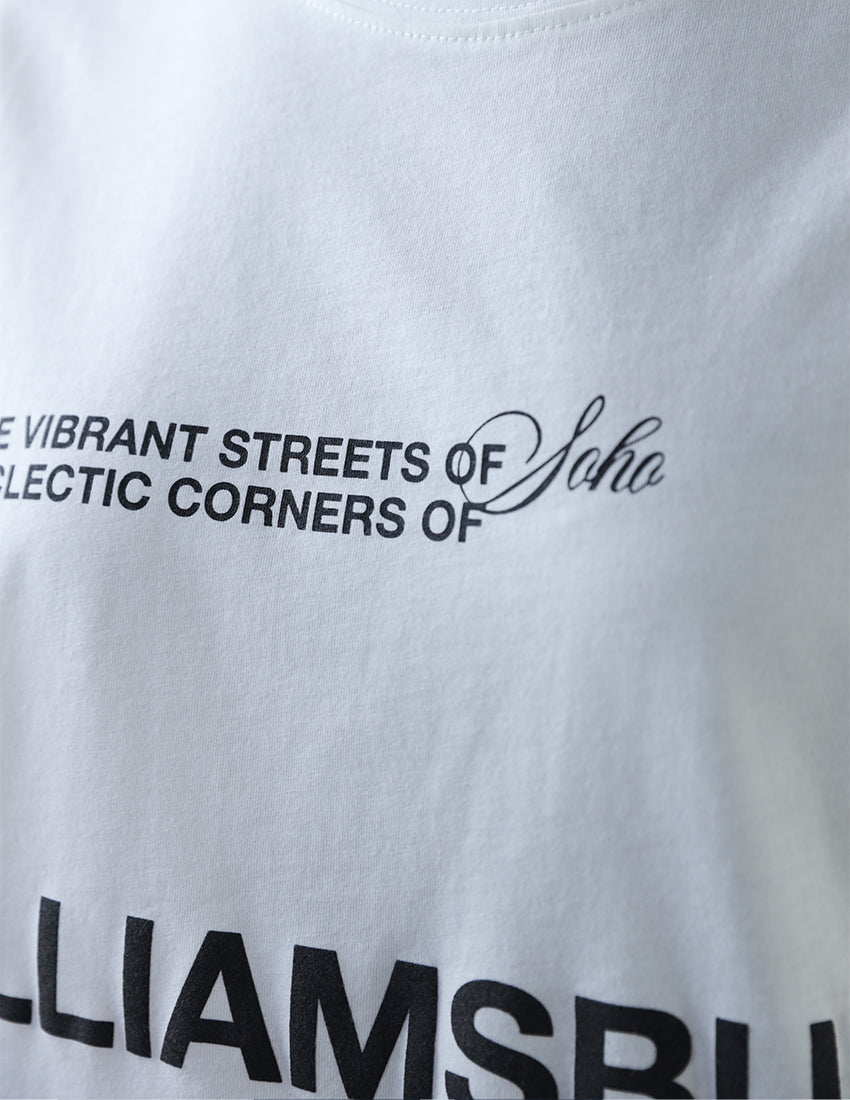 E VIBRANT STREETS OF Soho
CLECTIC CORNERS OF
LLIAMSBU